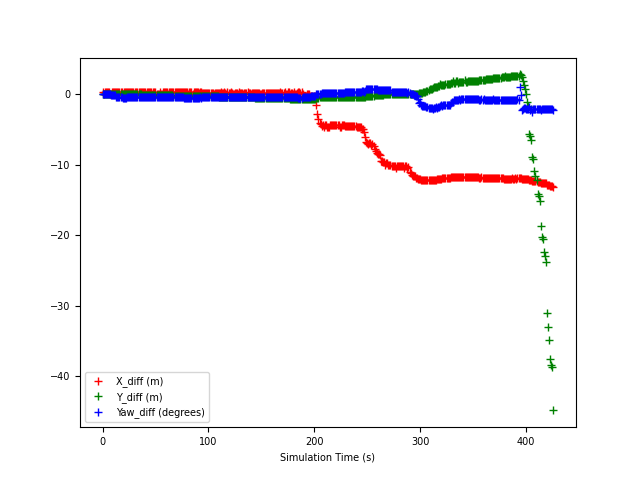 0
−10
−20
−30
−40
X_diff (m)
Y_diff (m)
Yaw_diff (degrees)
0 100 200 300 400
Simulation Time (s)